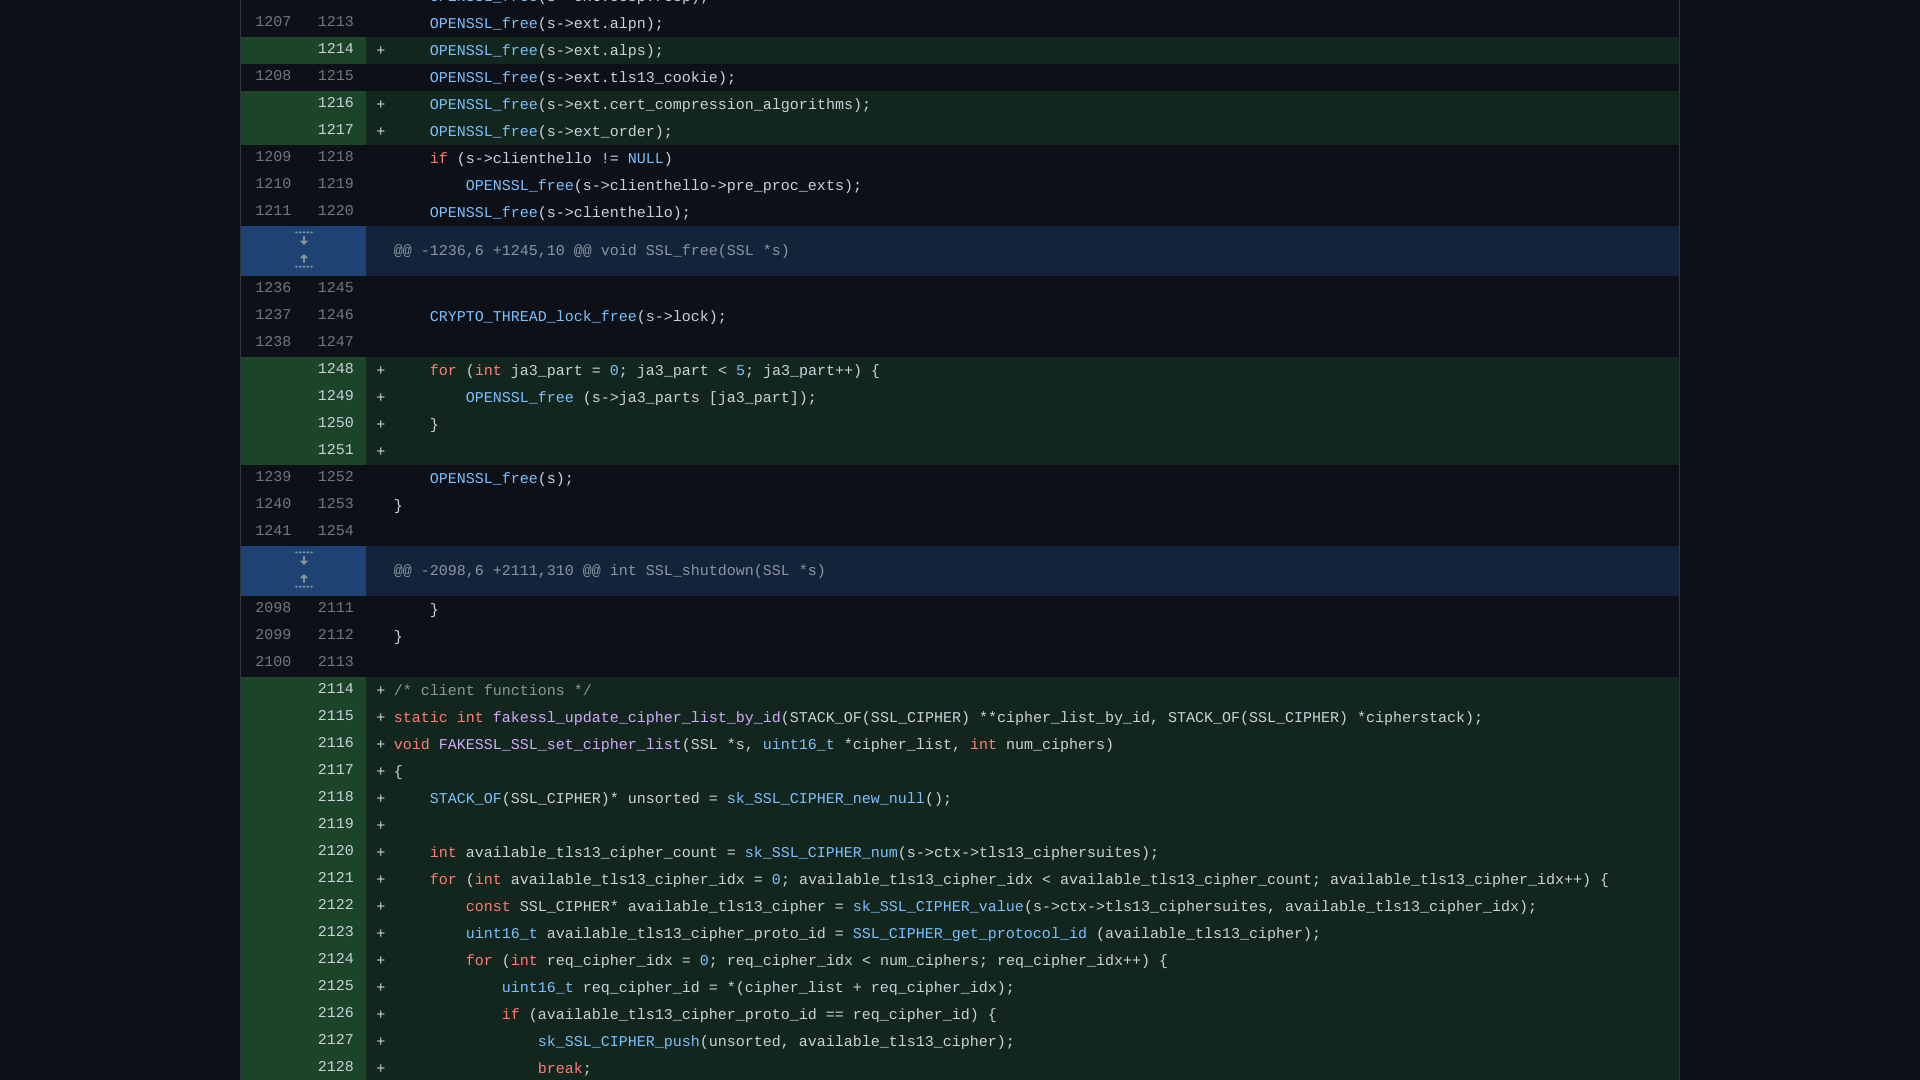 1207 1213 OPENSSL_free(s->ext.alpn);
1214 + OPENSSL_free(s->ext.alps);
1208 1215 OPENSSL_free(s->ext.tls13_cookie);
1216 + OPENSSL_free(s->ext.cert_compression_algorithms);
1217 + OPENSSL_free(s->ext_order);
1209 1218 if (s->clienthello != NULL)
1210 1219 OPENSSL_free(s->clienthello->pre_proc_exts);
1211 1220 OPENSSL_free(s->clienthello);
@@ -1236,6 +1245,10 @@ void SSL_free(SSL *s)
1236 1245
1237 1246 CRYPTO_THREAD_lock_free(s->lock);
1238 1247
1248 + for (int ja3_part = 0; ja3_part < 5; ja3_part++) {
1249 + OPENSSL_free (s->ja3_parts [ja3_part]);
1250 + }
1251 +
1239 1252 OPENSSL_free(s);
1240 1253 }
1241 1254
@@ -2098,6 +2111,310 @@ int SSL_shutdown(SSL *s)
2098 2111 }
2099 2112 }
2100 2113
2114 + /* client functions */
2115 + static int fakessl_update_cipher_list_by_id(STACK_OF(SSL_CIPHER) **cipher_list_by_id, STACK_OF(SSL_CIPHER) *cipherstack);
2116 + void FAKESSL_SSL_set_cipher_list(SSL *s, uint16_t *cipher_list, int num_ciphers)
2117 + {
2118 + STACK_OF(SSL_CIPHER)* unsorted = sk_SSL_CIPHER_new_null();
2119 +
2120 + int available_tls13_cipher_count = sk_SSL_CIPHER_num(s->ctx->tls13_ciphersuites);
2121 + for (int available_tls13_cipher_idx = 0; available_tls13_cipher_idx < available_tls13_cipher_count; available_tls13_cipher_idx++) {
2122 + const SSL_CIPHER* available_tls13_cipher = sk_SSL_CIPHER_value(s->ctx->tls13_ciphersuites, available_tls13_cipher_idx);
2123 + uint16_t available_tls13_cipher_proto_id = SSL_CIPHER_get_protocol_id (available_tls13_cipher);
2124 + for (int req_cipher_idx = 0; req_cipher_idx < num_ciphers; req_cipher_idx++) {
2125 + uint16_t req_cipher_id = *(cipher_list + req_cipher_idx);
2126 + if (available_tls13_cipher_proto_id == req_cipher_id) {
2127 + sk_SSL_CIPHER_push(unsorted, available_tls13_cipher);
2128 + break;